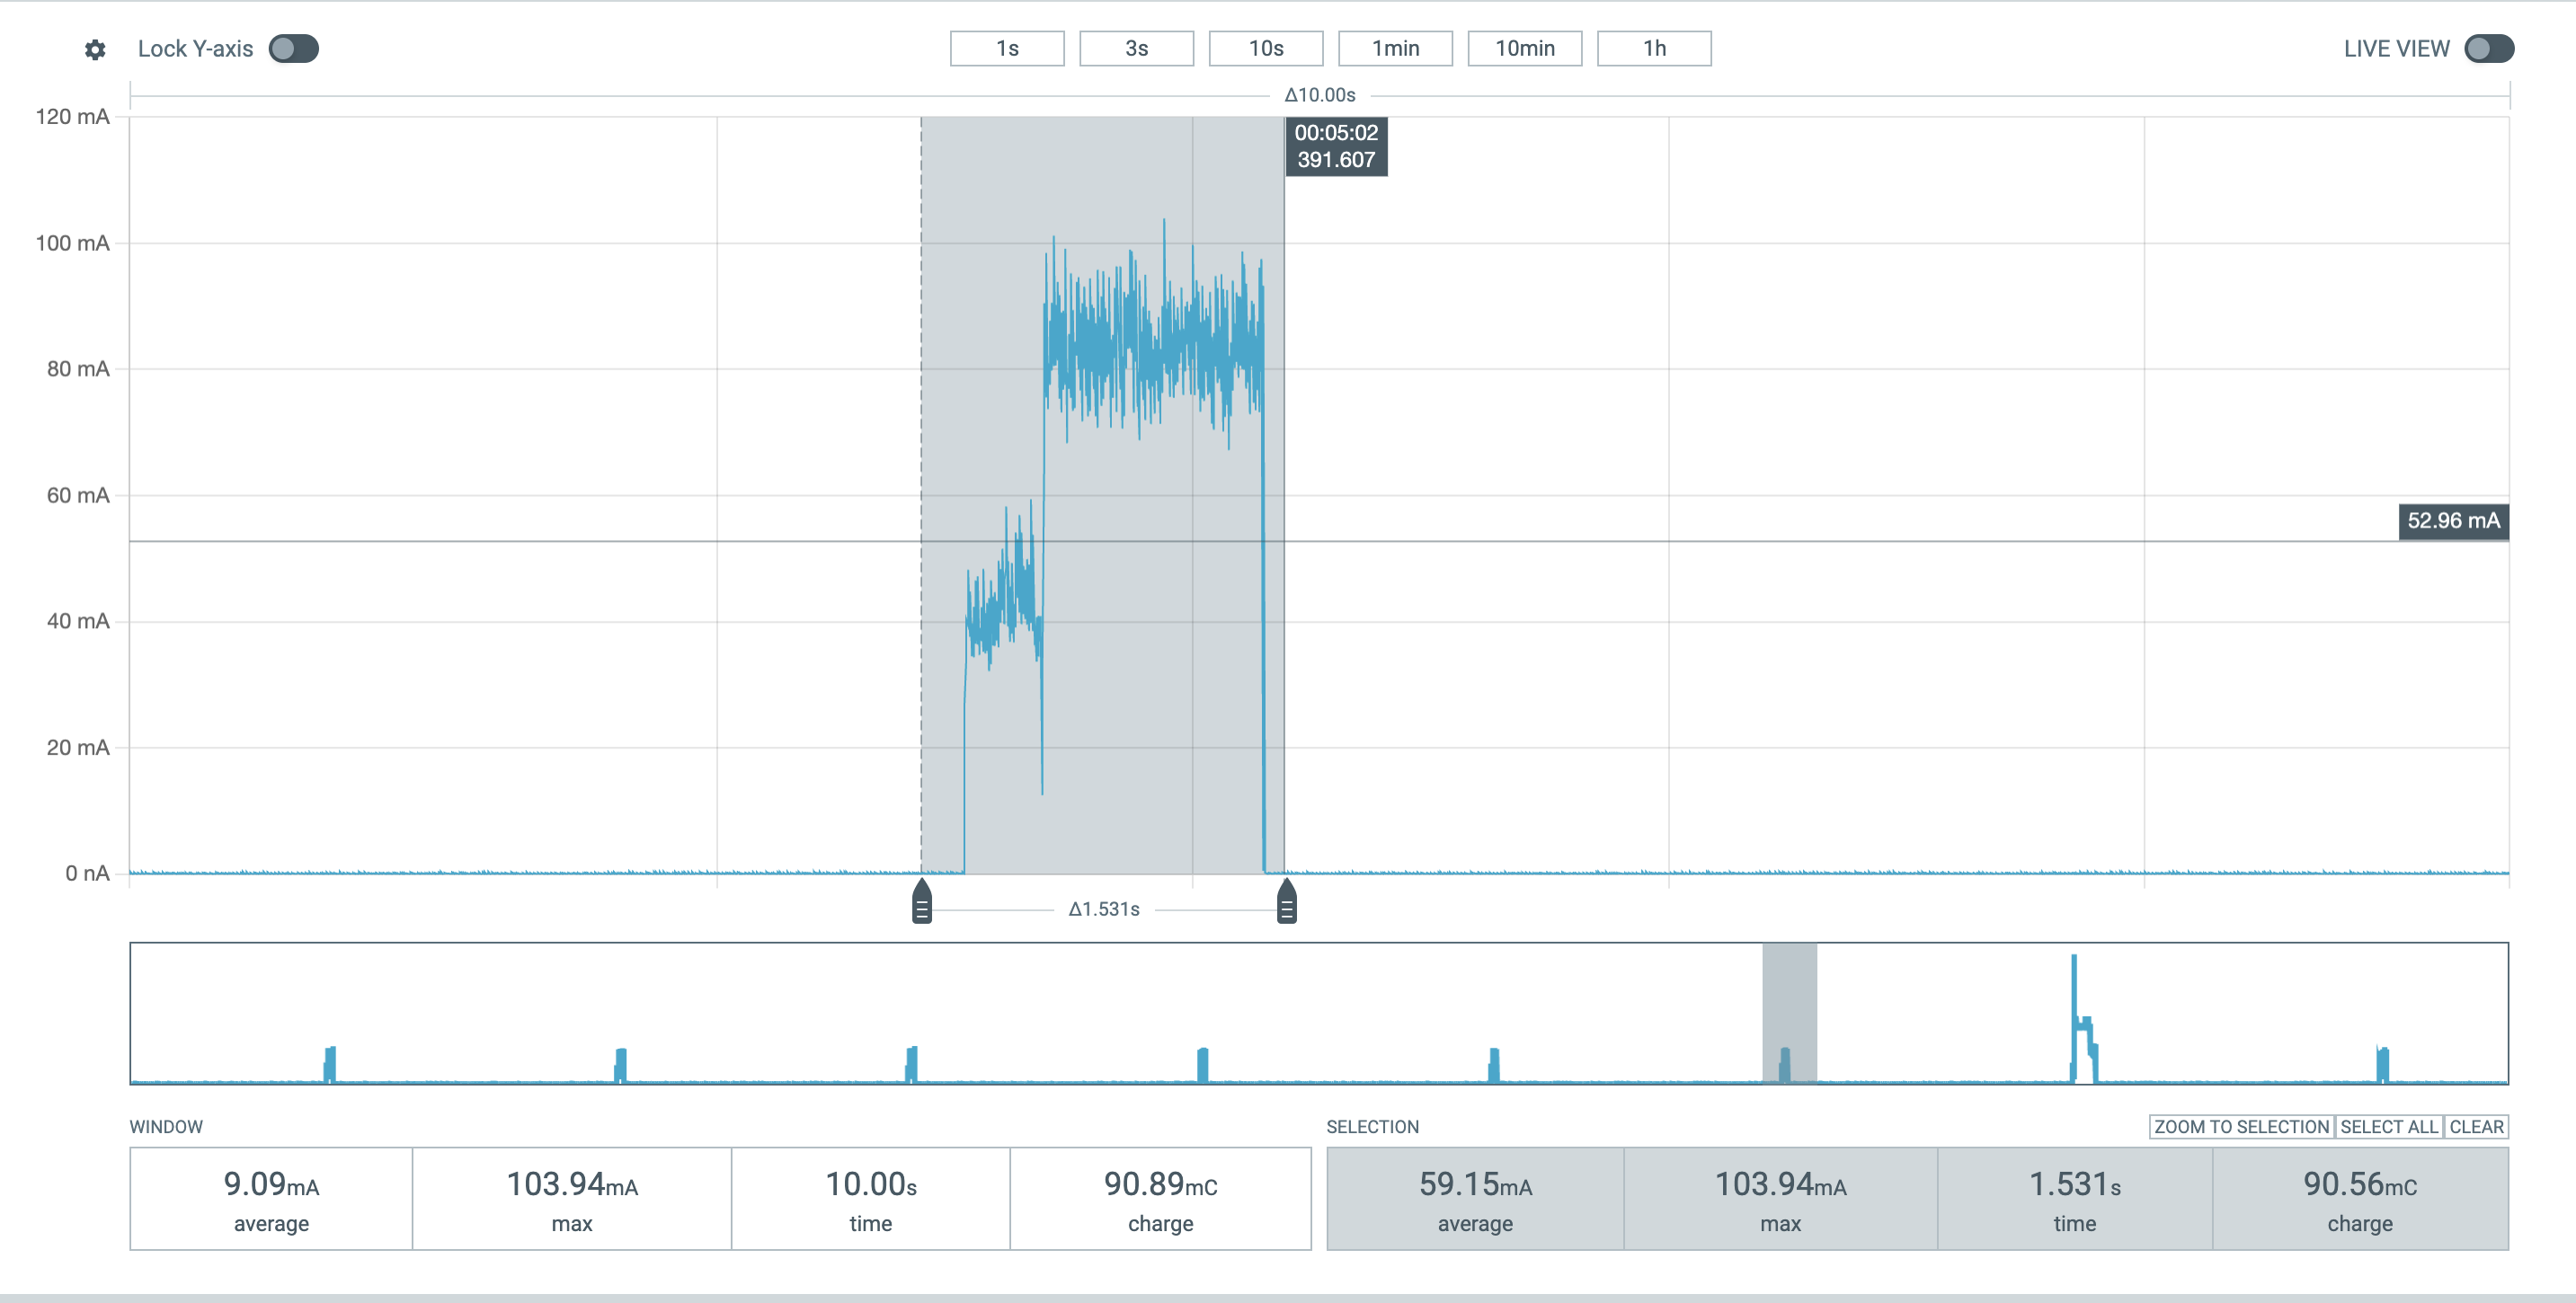 Lock Y-axis
1s
3s
10s
1min
10min
1h
LIVE VIEW
Δ10.00s
120 mA
100 mA
80 mA
60 mA
40 mA
20 mA
0 nA
00:05:02
391.607
52.96 mA
Δ1.531s
WINDOW
9.09mA
average
103.94mA
max
10.00s
time
90.89mC
charge
SELECTION
ZOOM TO SELECTION
SELECT ALL
CLEAR
59.15mA
average
103.94mA
max
1.531s
time
90.56mC
charge